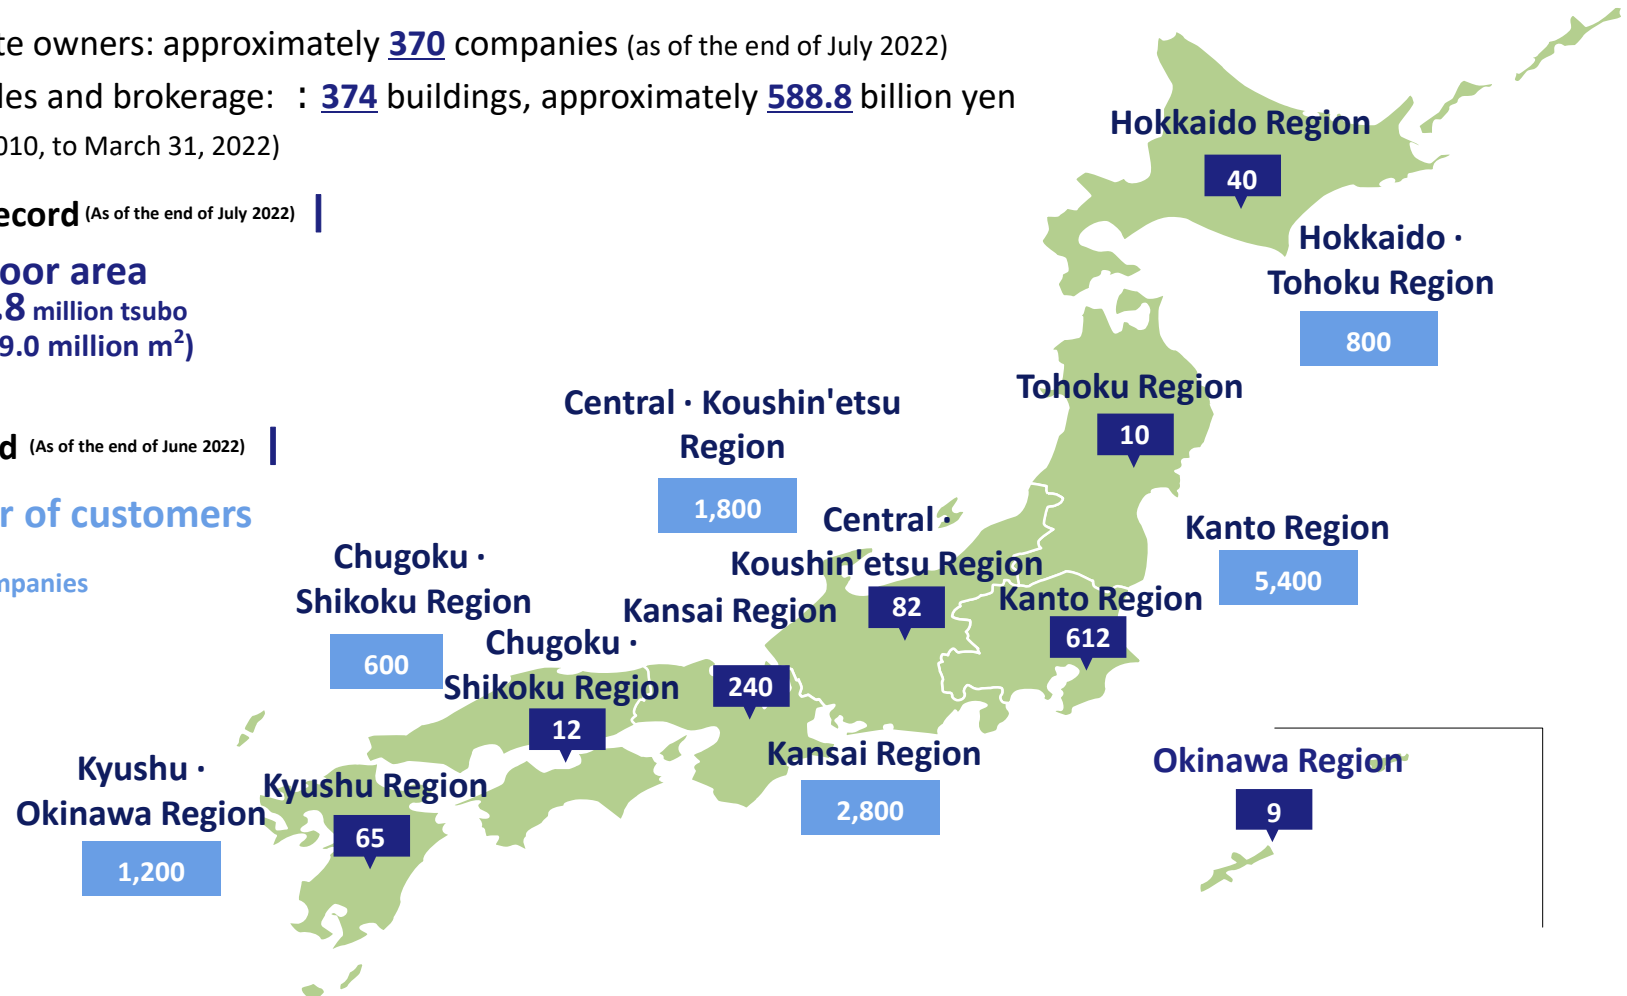 te owners: approximately 370 companies (as of the end of July 2022)
les and brokerage: : 374 buildings, approximately 588.8 billion yen
010, to March 31, 2022)
ecord (As of the end of July 2022)
oor area
.8 million tsubo
9.0 million m²)
d (As of the end of June 2022)
r of customers
mpanies
Hokkaido Region
40
Hokkaido ·
Tohoku Region
800
Tohoku Region
10
Central · Koushin'etsu
Region
1,800
Central ·
Koushin'etsu Region
82
Kanto Region
5,400
Kanto Region
612
Chugoku ·
Shikoku Region
600
Kansai Region
240
Chugoku ·
Shikoku Region
12
Kansai Region
2,800
Kyushu ·
Okinawa Region
1,200
Kyushu Region
65
Okinawa Region
9